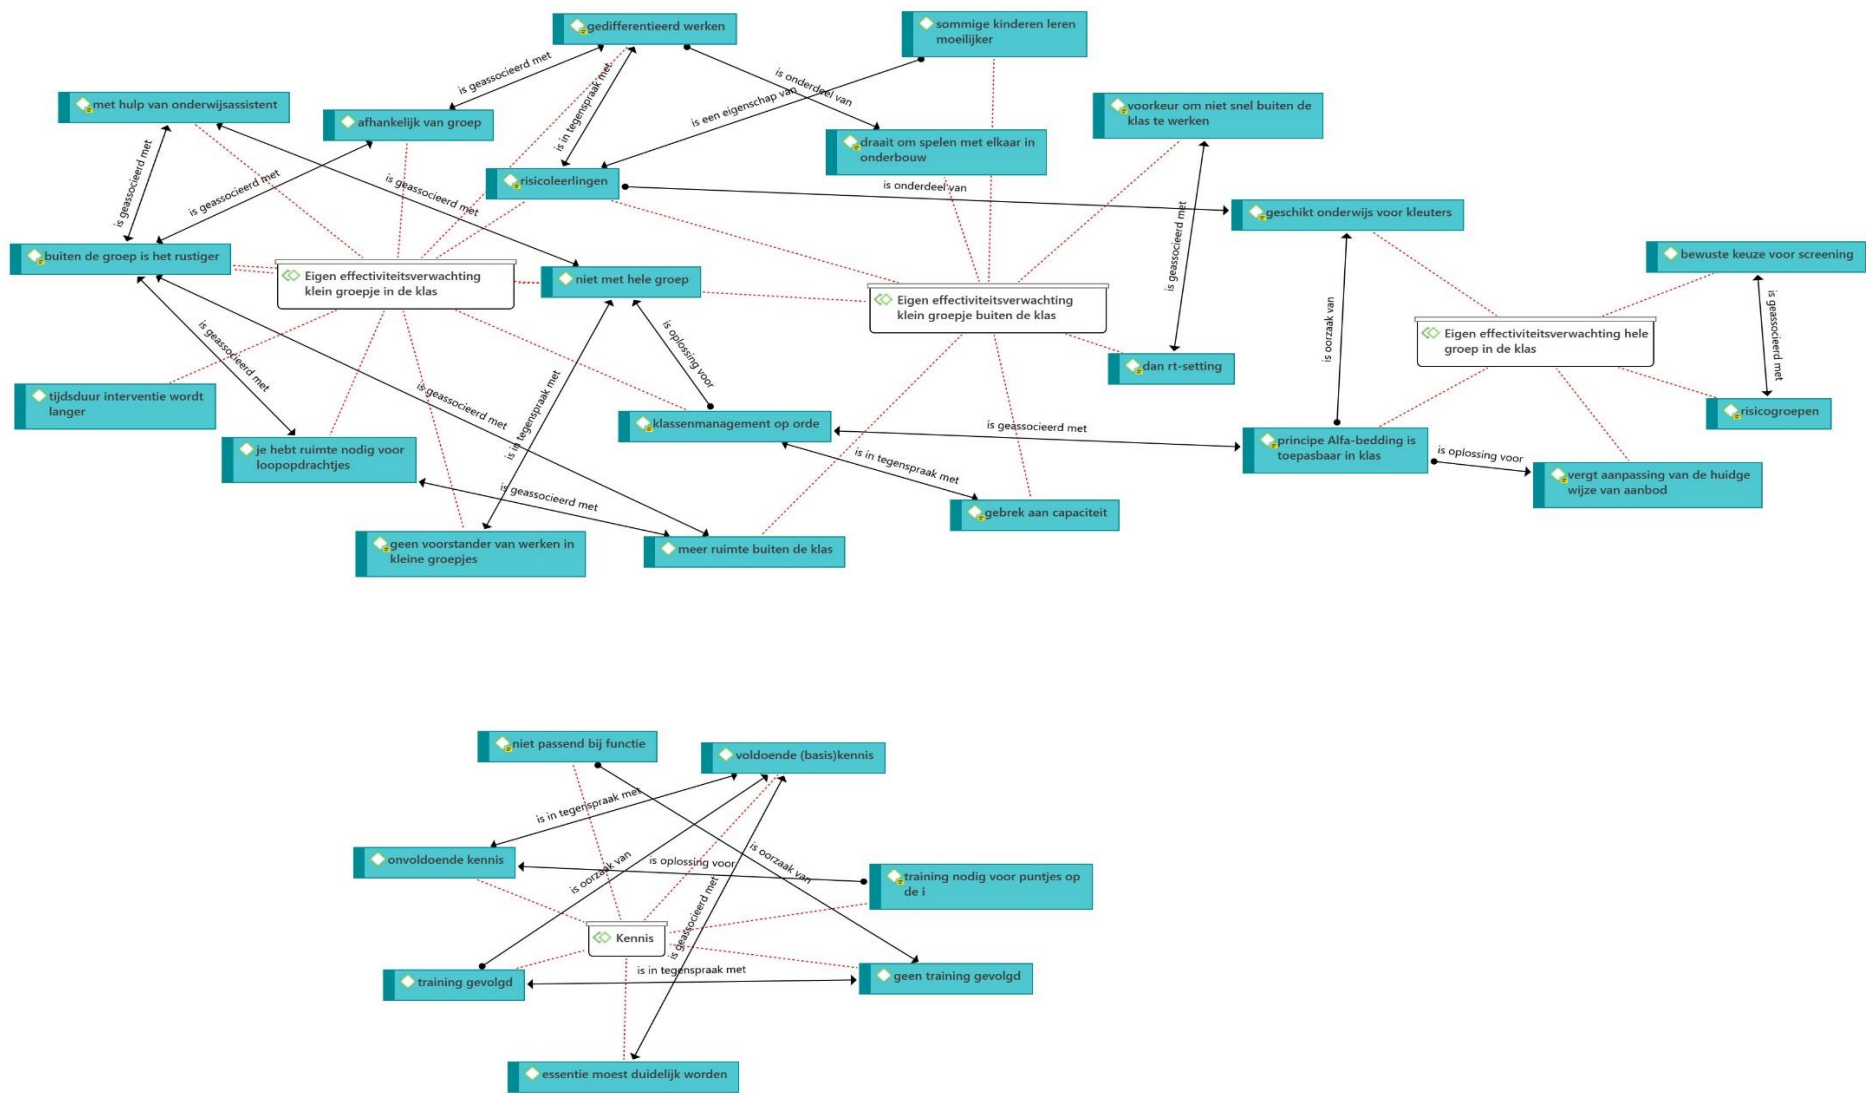 gedifferentieerd werken
sommige kinderen leren
moeilijker
is geassocieerd met
is in tegenspraak met
is onderdeel van
is een eigenschap van
met hulp van onderwijsassistent
afhankelijk van groep
voorkeur om niet snel buiten de
klas te werken
draait om spelen met elkaar in
onderbouw
risicoleerlingen
is onderdeel van
is geassocieerd met
is geassocieerd met
is geassocieerd met
geschikt onderwijs voor kleuters
buiten de groep is het rustiger
Eigen effectiviteitsverwachting
klein groepje in de klas
niet met hele groep
Eigen effectiviteitsverwachting
klein groepje buiten de klas
is geassocieerd met
bewuste keuze voor screening
is oorzaak van
Eigen effectiviteitsverwachting hele
groep in de klas
is geassocieerd met
is geassocieerd met
is oplossing voor
dan rt-setting
tijdsduur interventie wordt
langer
is geassocieerd met
is in tegenspraak met
klassenmanagement op orde
is geassocieerd met
risicogroepen
je hebt ruimte nodig voor
loopopdrachtjes
principe Alfa-bedding is
toepasbaar in klas
is oplossing voor
is in tegenspraak met
vergt aanpassing van de huidge
wijze van aanbod
is geassocieerd met
gebrek aan capaciteit
geen voorstander van werken in
kleine groepjes
meer ruimte buiten de klas
niet passend bij functie
voldoende (basis)kennis
is in tegenspraak met
onvoldoende kennis
is oplossing voor
is oorzaak van
is oorzaak van
training nodig voor puntjes op
de i
is geassocieerd met
Kennis
training gevolgd
is in tegenspraak met
geen training gevolgd
essentie moest duidelijk worden